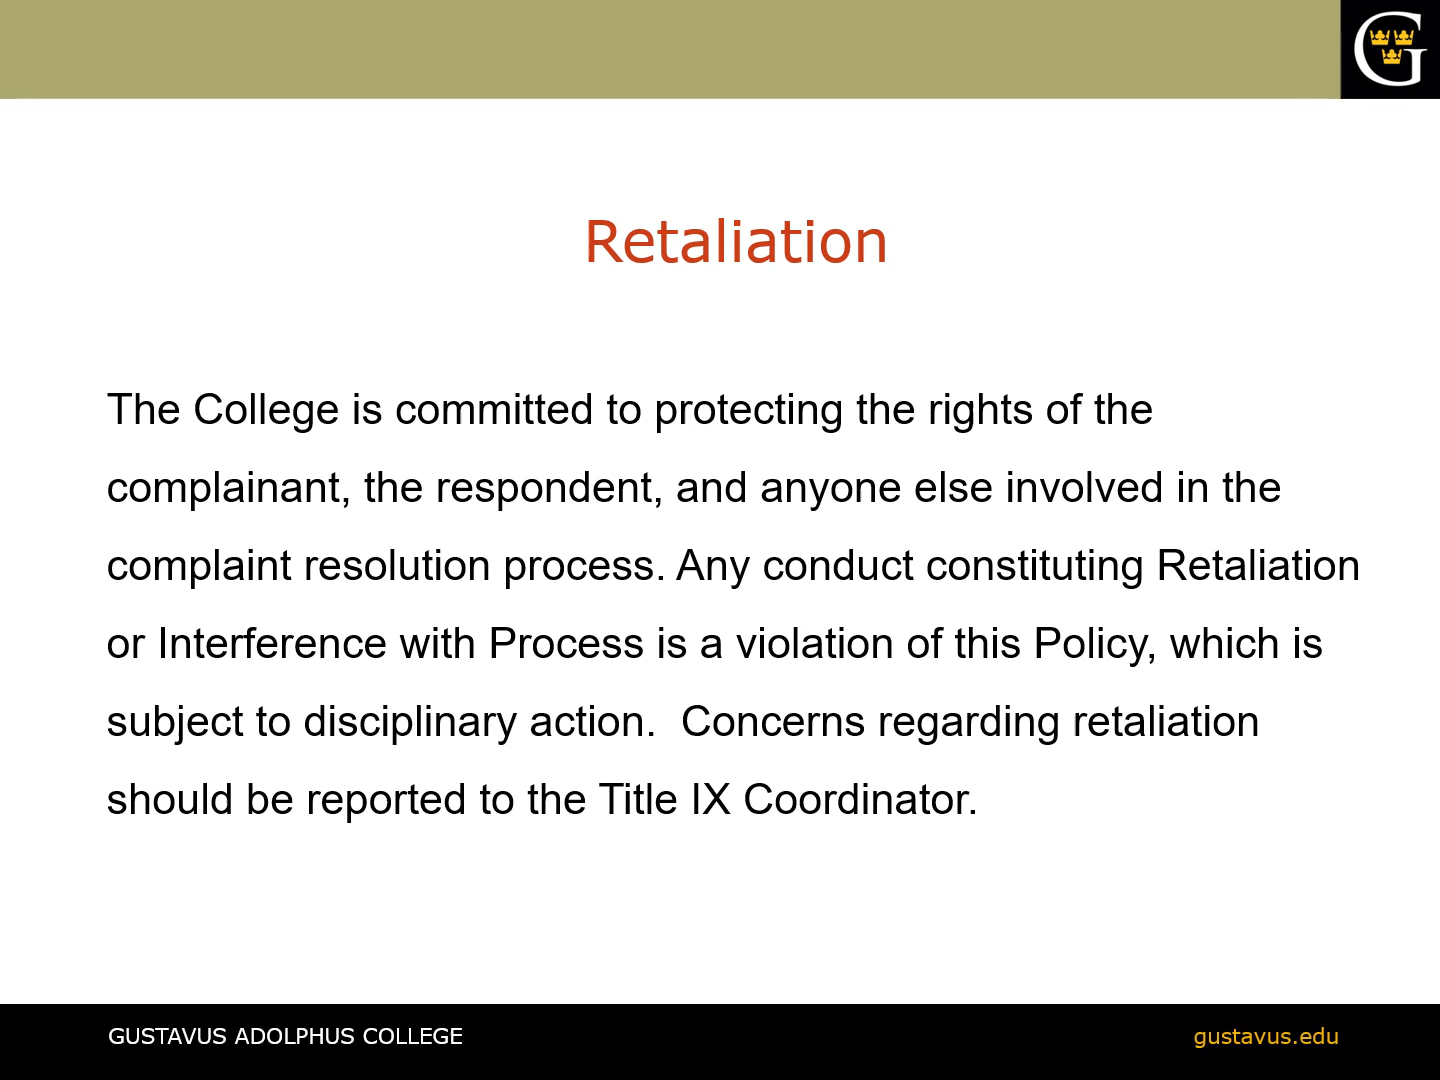 G
Retaliation
The College is committed to protecting the rights of the
complainant, the respondent, and anyone else involved in the
complaint resolution process. Any conduct constituting Retaliation
or Interference with Process is a violation of this Policy, which is
subject to disciplinary action.  Concerns regarding retaliation
should be reported to the Title IX Coordinator.
GUSTAVUS ADOLPHUS COLLEGE
gustavus.edu